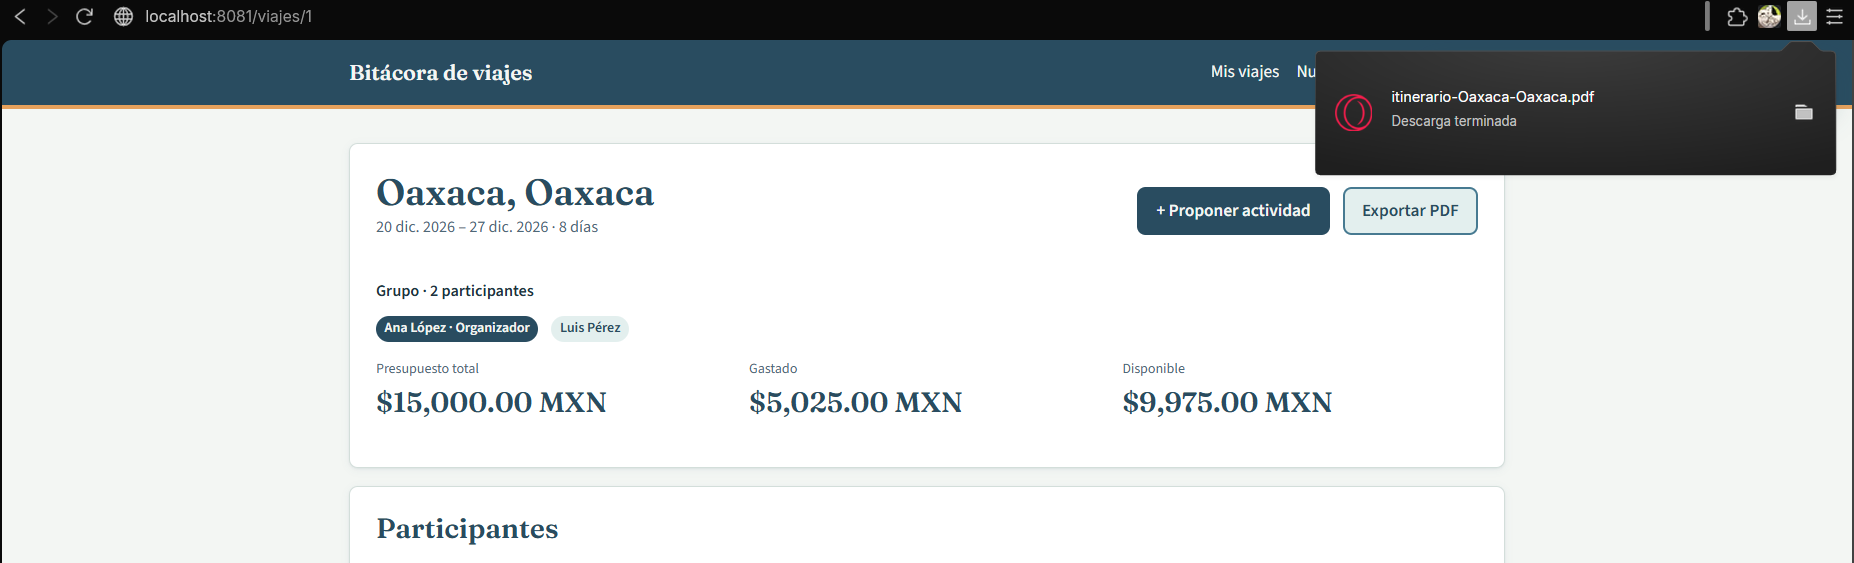 localhost:8081/viajes/1
Bitácora de viajes
Mis viajes Nu
itinerario-Oaxaca-Oaxaca.pdf
Descarga terminada
Oaxaca, Oaxaca
20 dic. 2026 – 27 dic. 2026 · 8 días
+ Proponer actividad
Exportar PDF
Grupo · 2 participantes
Ana López · Organizador
Luis Pérez
Presupuesto total
$15,000.00 MXN
Gastado
$5,025.00 MXN
Disponible
$9,975.00 MXN
Participantes